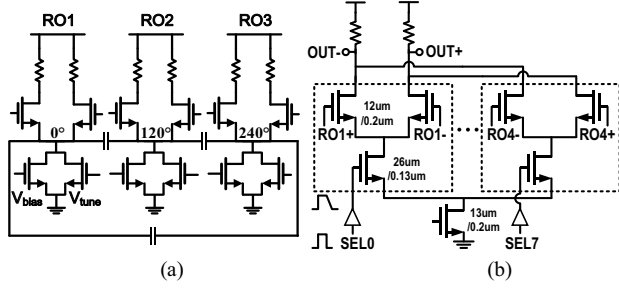 RO1 RO2 RO3
0° 120° 240°
Vbias Vtune
(a)
OUT- OUT+
12um
/0.2um
RO1+ RO1- RO4- RO4+
26um
/0.13um
13um
/0.2um
SEL0 SEL7
(b)